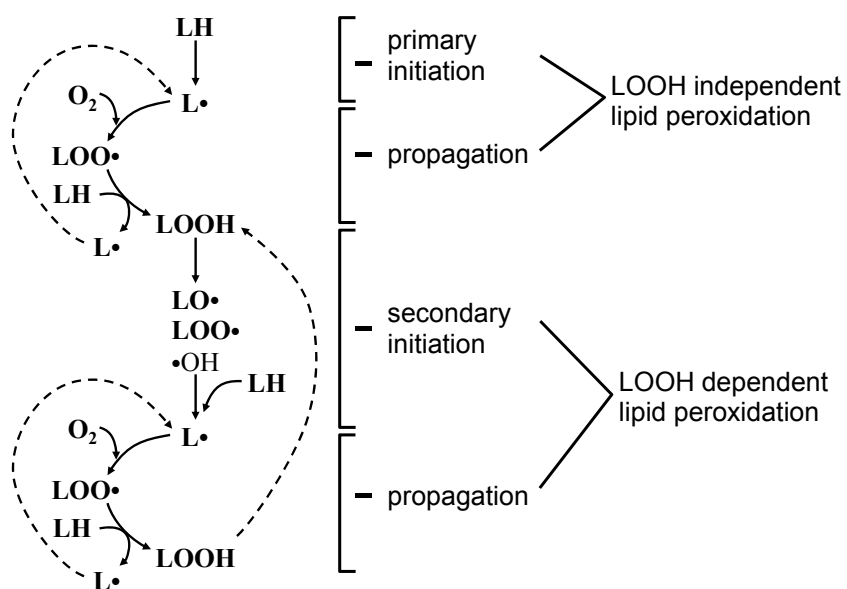 LH
primary
initiation
LOOH independent
lipid peroxidation
O₂
L•
LOO•
propagation
LH
LOOH
L•
LO•
LOO•
•OH
secondary
initiation
LH
LOOH dependent
lipid peroxidation
O₂
L•
LOO•
propagation
LH
LOOH
L•